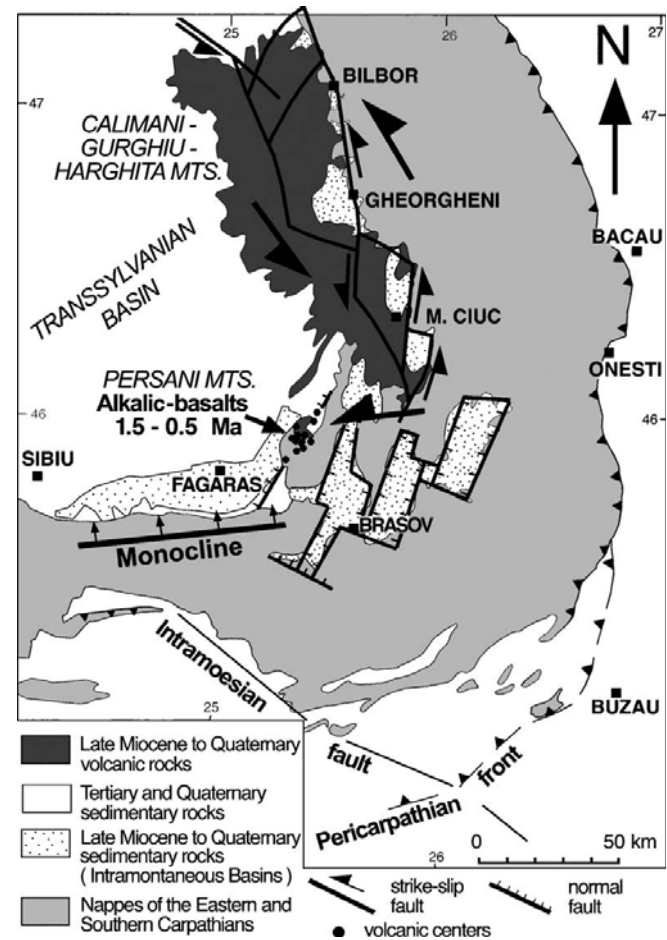 25
26
27
N
47
47
BILBOR
CALIMANI -
GURGHIU -
HARGHITA MTS.
GHEORGHENI
BACAU
TRANSSYLVANIAN
BASIN
M. CIUC
ONESTI
PERSANI MTS.
Alkalic-basalts
1.5 - 0.5 Ma
46
46
SIBIU
FAGARAS
BRASOV
Monocline
Intramoesian
fault
25
BUZAU
Pericarpathian
front
26
0 50 km
Late Miocene to Quaternary
volcanic rocks
Tertiary and Quaternary
sedimentary rocks
Late Miocene to Quaternary
sedimentary rocks
( Intramontaneous Basins )
Nappes of the Eastern and
Southern Carpathians
strike-slip
fault
normal
fault
volcanic centers